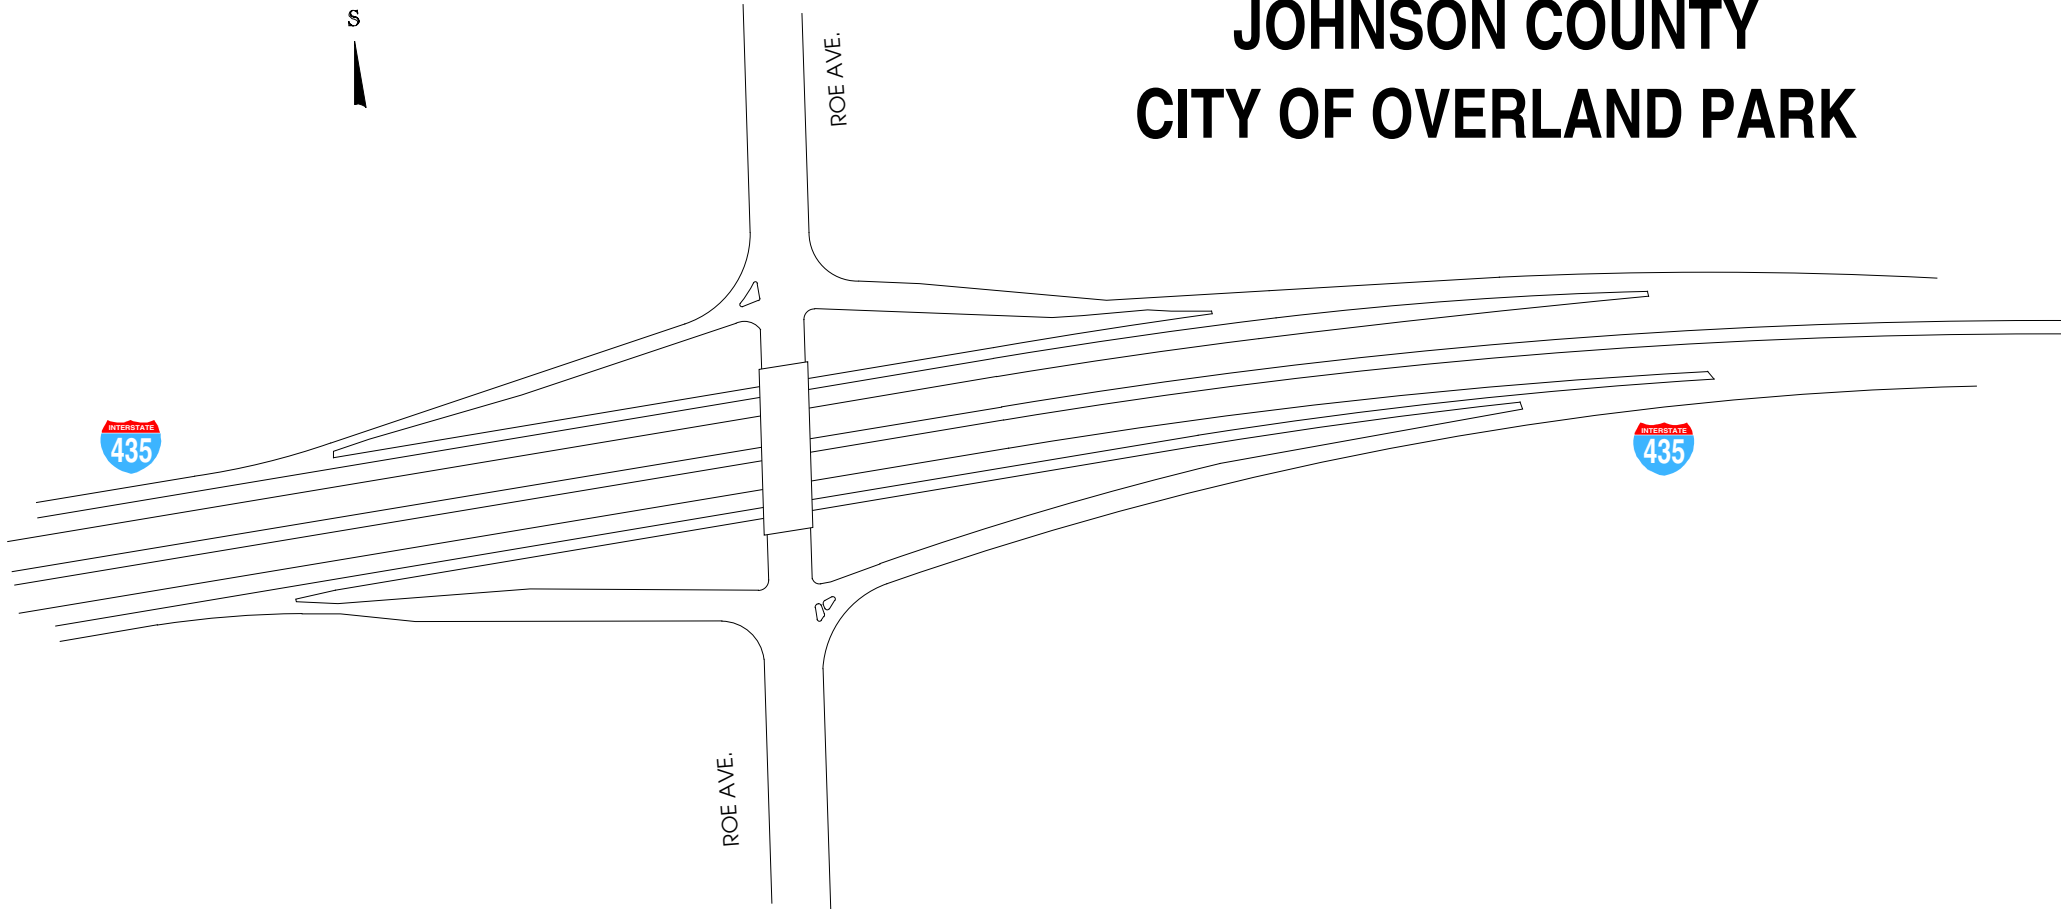 S
JOHNSON COUNTY
CITY OF OVERLAND PARK
ROE AVE.
INTERSTATE
435
INTERSTATE
435
ROE AVE.